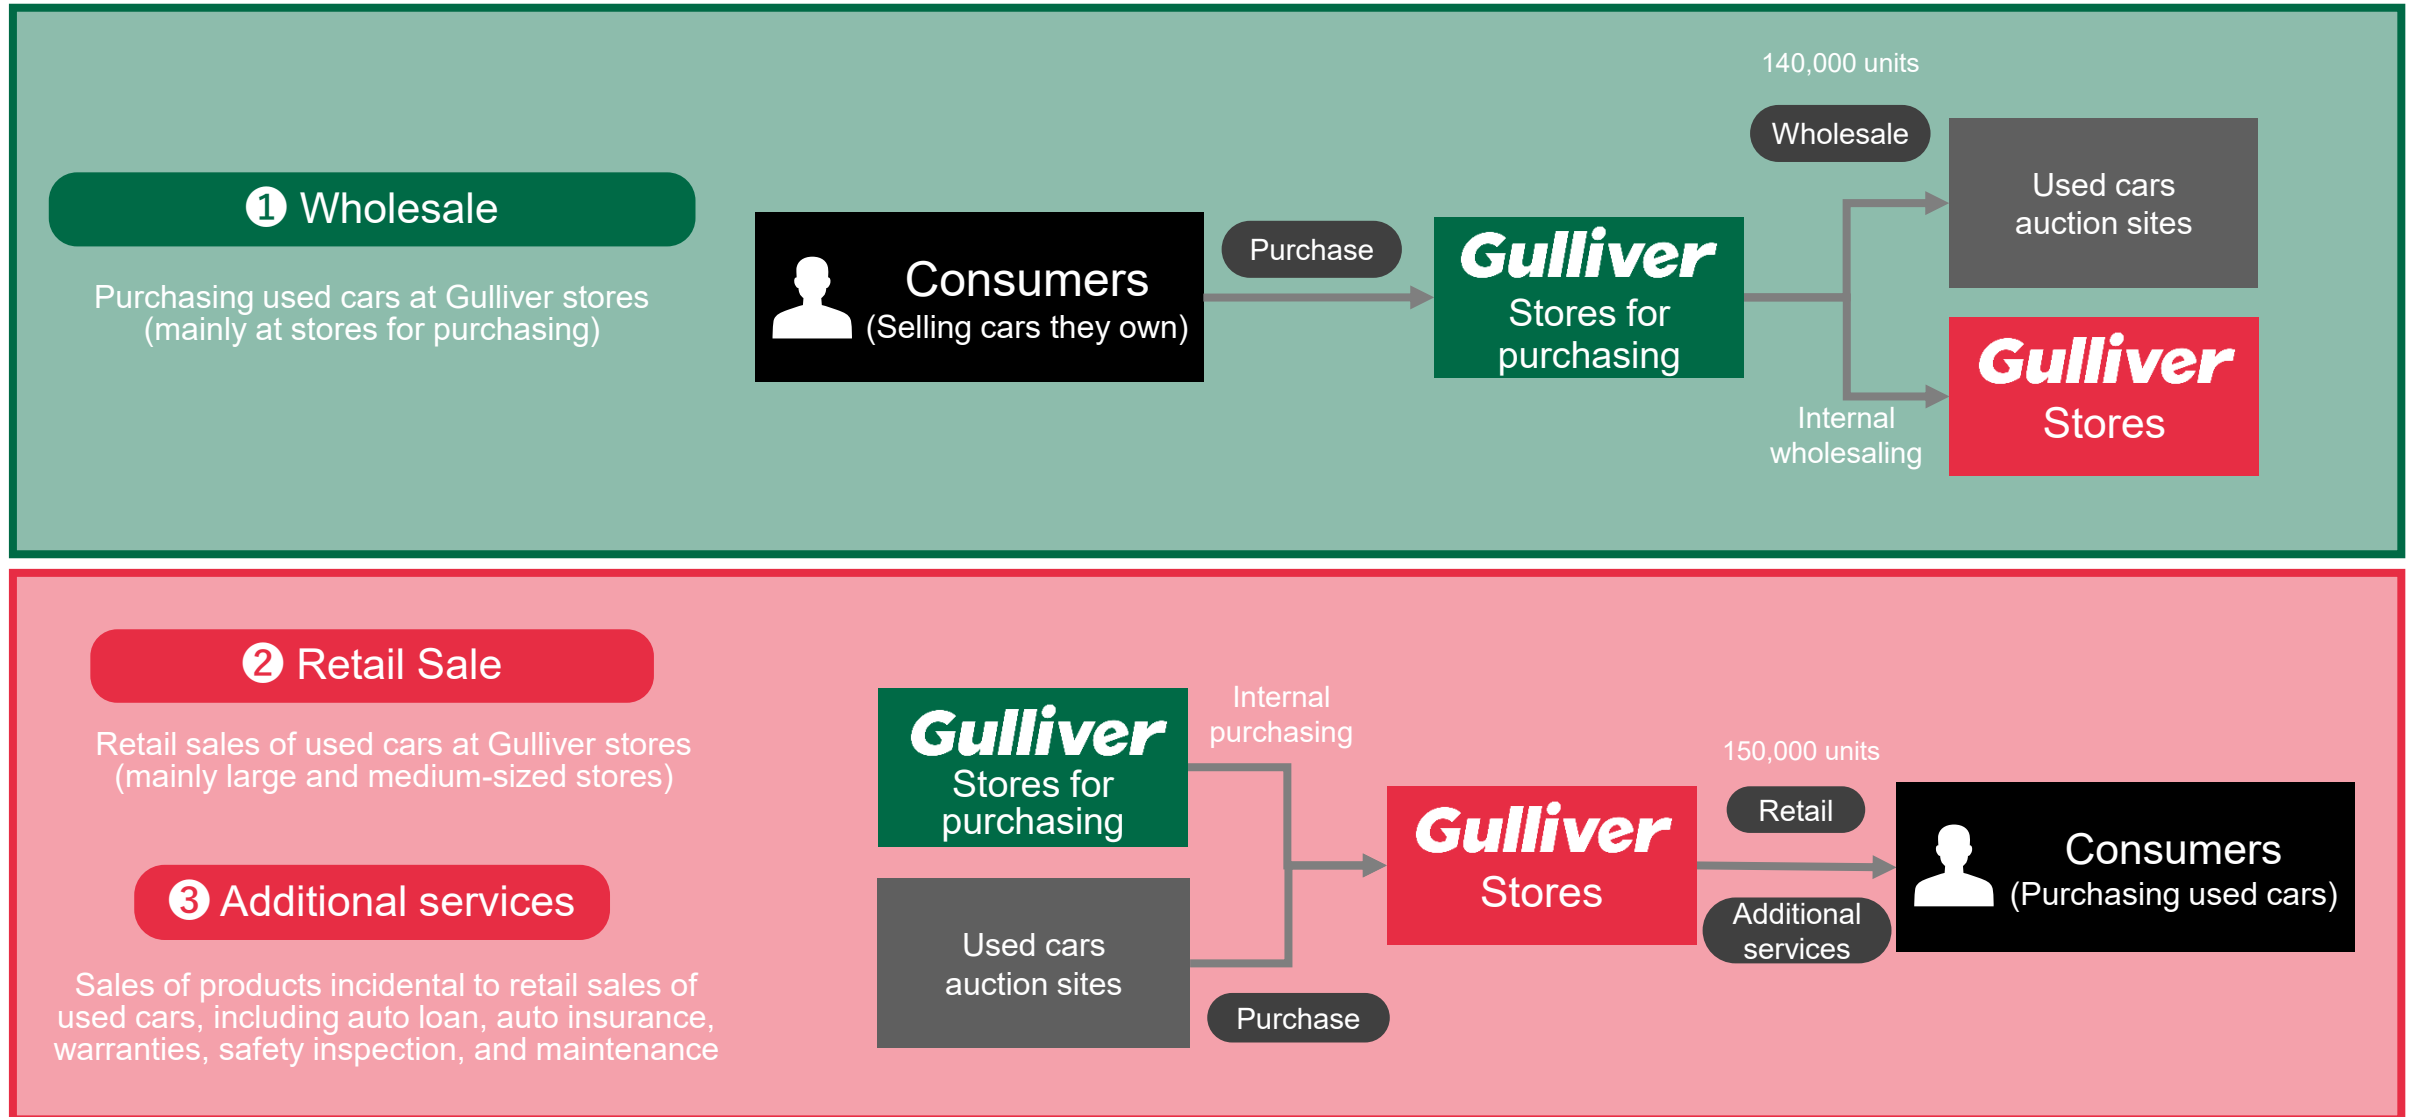 ❶ Wholesale
Purchasing used cars at Gulliver stores
(mainly at stores for purchasing)
Consumers
(Selling cars they own)
Purchase
Gulliver
Stores for
purchasing
140,000 units
Wholesale
Used cars
auction sites
Internal
wholesaling
Gulliver
Stores
❷ Retail Sale
Retail sales of used cars at Gulliver stores
(mainly large and medium-sized stores)
❸ Additional services
Sales of products incidental to retail sales of
used cars, including auto loan, auto insurance,
warranties, safety inspection, and maintenance
Gulliver
Stores for
purchasing
Internal
purchasing
Used cars
auction sites
Purchase
Gulliver
Stores
150,000 units
Retail
Additional
services
Consumers
(Purchasing used cars)